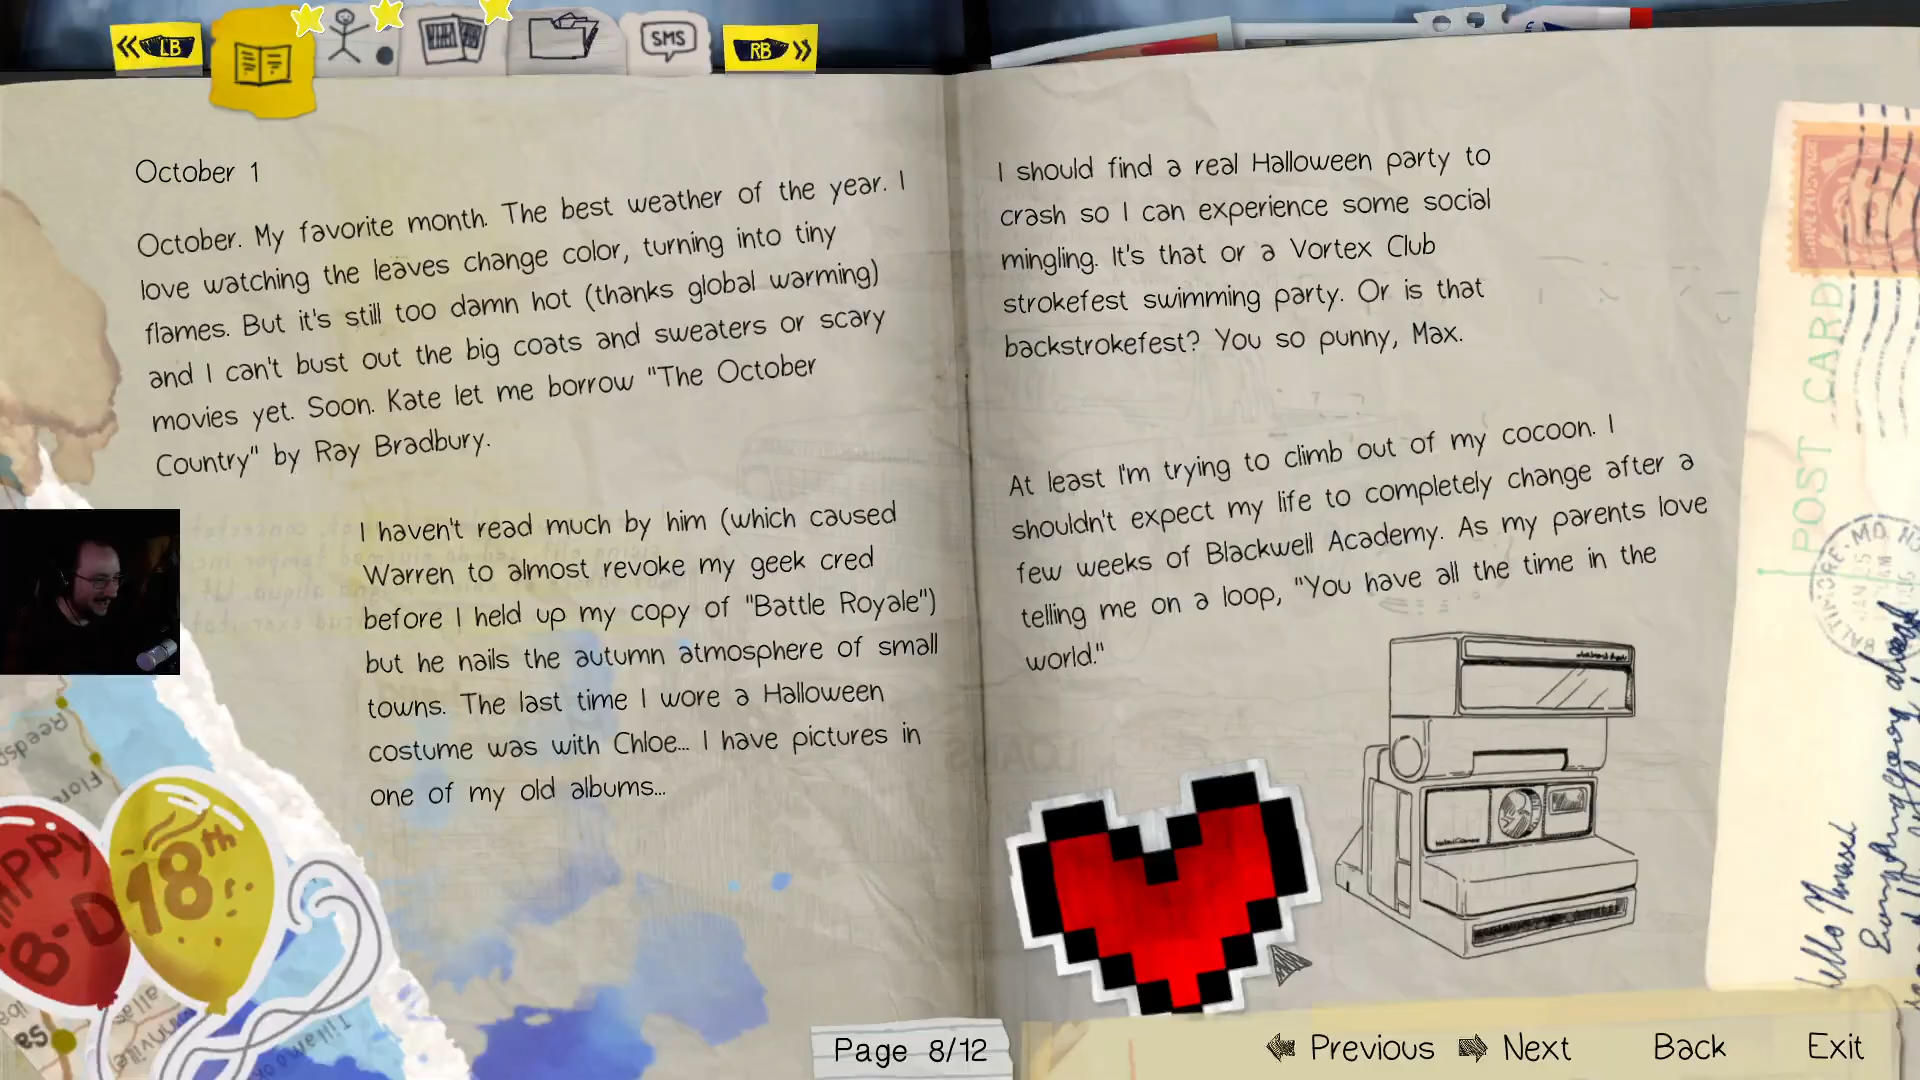 LB
SMS
RB
October 1
October. My favorite month. The best weather of the year. I
love watching the leaves change color, turning into tiny
flames. But it's still too damn hot (thanks global warming)
and I can't bust out the big coats and sweaters or scary
movies yet. Soon. Kate let me borrow "The October
Country" by Ray Bradbury.
I haven't read much by him (which caused
Warren to almost revoke my geek cred
before I held up my copy of "Battle Royale")
but he nails the autumn atmosphere of small
towns. The last time I wore a Halloween
costume was with Chloe... I have pictures in
one of my old albums...
I should find a real Halloween party to
crash so I can experience some social
mingling. It's that or a Vortex Club
strokefest swimming party. Or is that
backstrokefest? You so punny, Max.
At least I'm trying to climb out of my cocoon. I
shouldn't expect my life to completely change after a
few weeks of Blackwell Academy. As my parents love
telling me on a loop, "You have all the time in the
world."
POST CARD
HAPPY
B-D
18th
Page 8/12
Previous
Next
Back
Exit